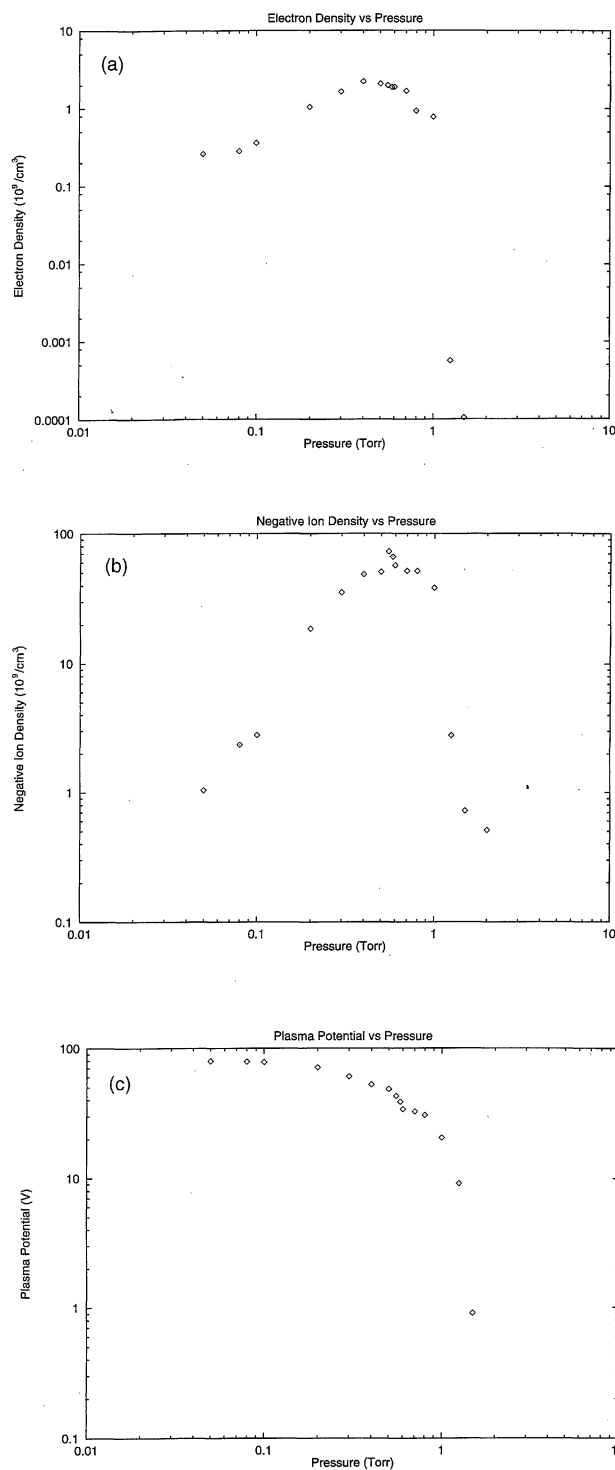 Electron Density vs Pressure
(a)
10
1
0.1
0.01
0.001
0.0001
Electron Density (10⁹/cm³)
0.01 0.1 1 10
Pressure (Torr)
Negative Ion Density vs Pressure
(b)
100
10
1
0.1
Negative Ion Density (10⁹/cm³)
0.01 0.1 1 10
Pressure (Torr)
Plasma Potential vs Pressure
(c)
100
10
1
0.1
Plasma Potential (V)
0.01 0.1 1 1
Pressure (Torr)